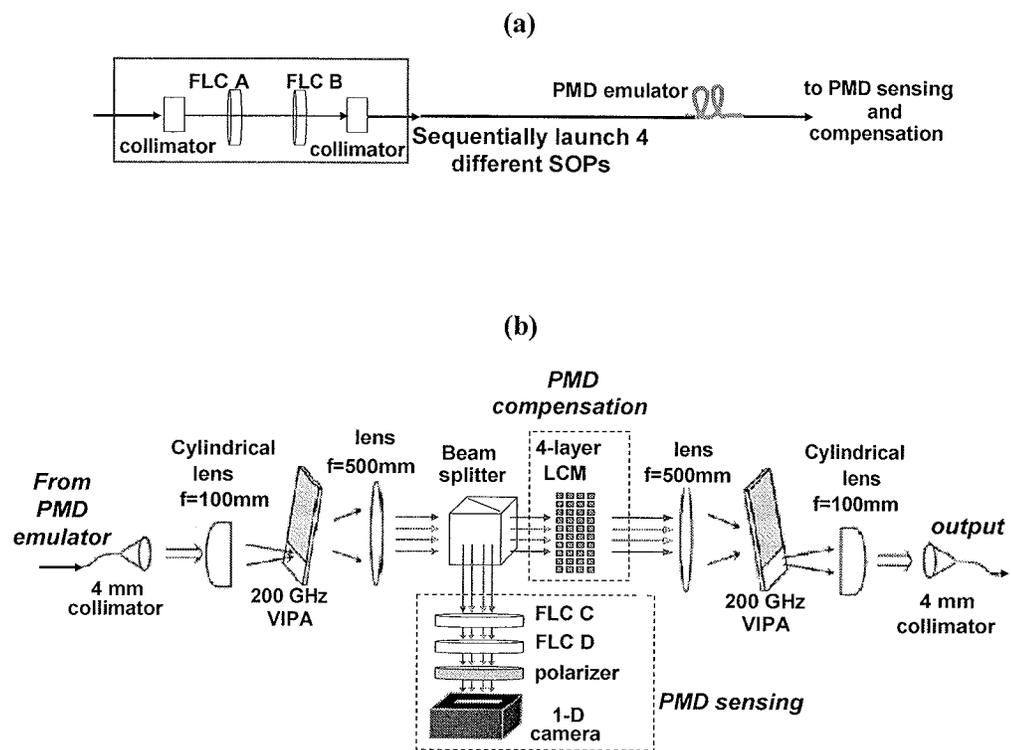 (a)
FLC A
FLC B
collimator
collimator
Sequentially launch 4
different SOPs
PMD emulator
to PMD sensing
and
compensation
(b)
PMD
compensation
From
PMD
emulator
4 mm
collimator
Cylindrical
lens
f=100mm
200 GHz
VIPA
lens
f=500mm
Beam
splitter
4-layer
LCM
lens
f=500mm
200 GHz
VIPA
Cylindrical
lens
f=100mm
output
4 mm
collimator
FLC C
FLC D
polarizer
1-D
camera
PMD sensing